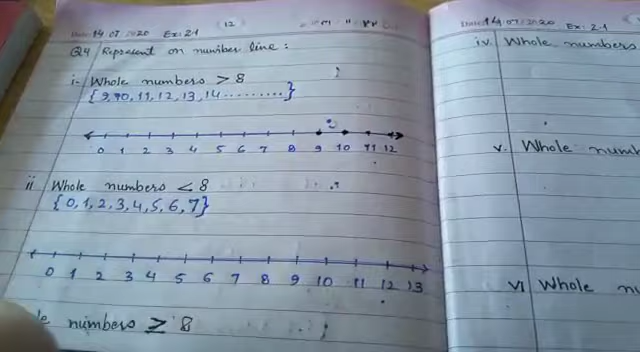 Date: 14 07 2020 Ex: 2.1
12
Q4 Represent on number line:
i- Whole numbers > 8
{9,10,11,12,13,14.........}
0 1 2 3 4 5 6 7 8 9 10 11 12
ii Whole numbers < 8
{0,1,2,3,4,5,6,7}
0 1 2 3 4 5 6 7 8 9 10 11 12 13
numbers ≥ 8
Date: 14 07 2020 Ex: 2.1
iv. Whole numbers
v. Whole
vi Whole